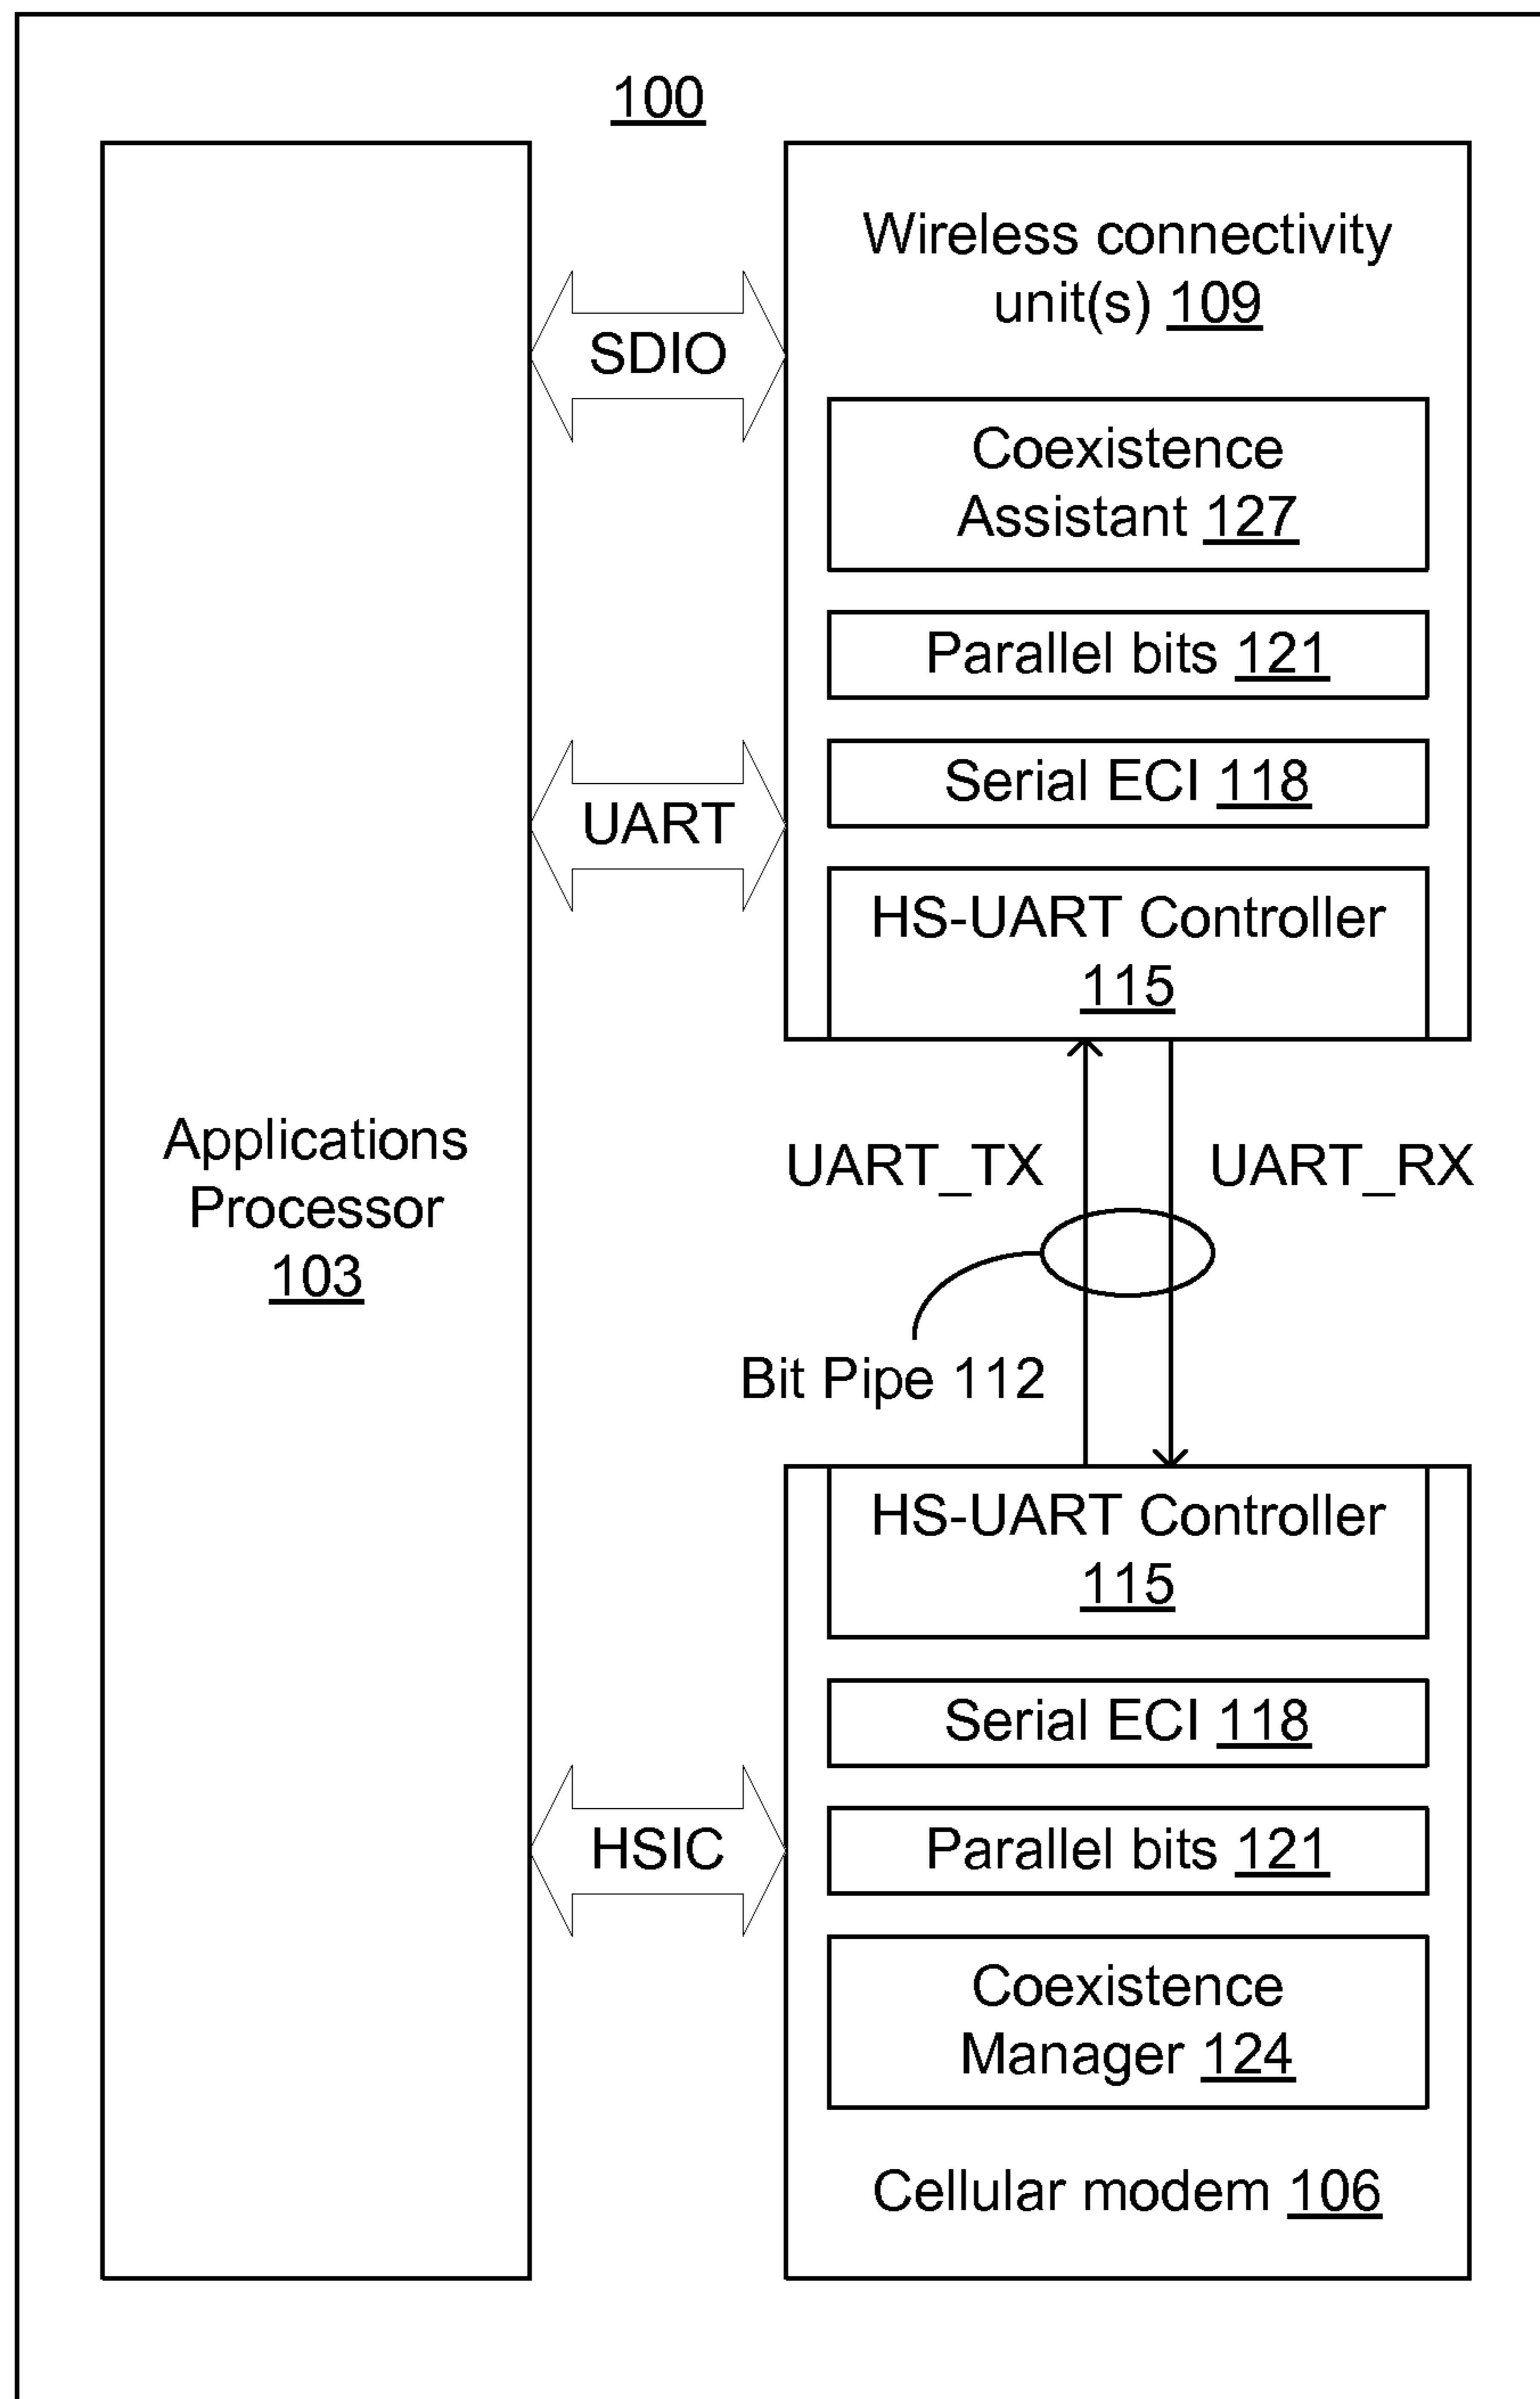 100
Wireless connectivity
unit(s) 109
SDIO
Coexistence
Assistant 127
Parallel bits 121
Serial ECI 118
UART
HS-UART Controller
115
Applications
Processor
103
UART_TX
UART_RX
Bit Pipe 112
HS-UART Controller
115
Serial ECI 118
HSIC
Parallel bits 121
Coexistence
Manager 124
Cellular modem 106